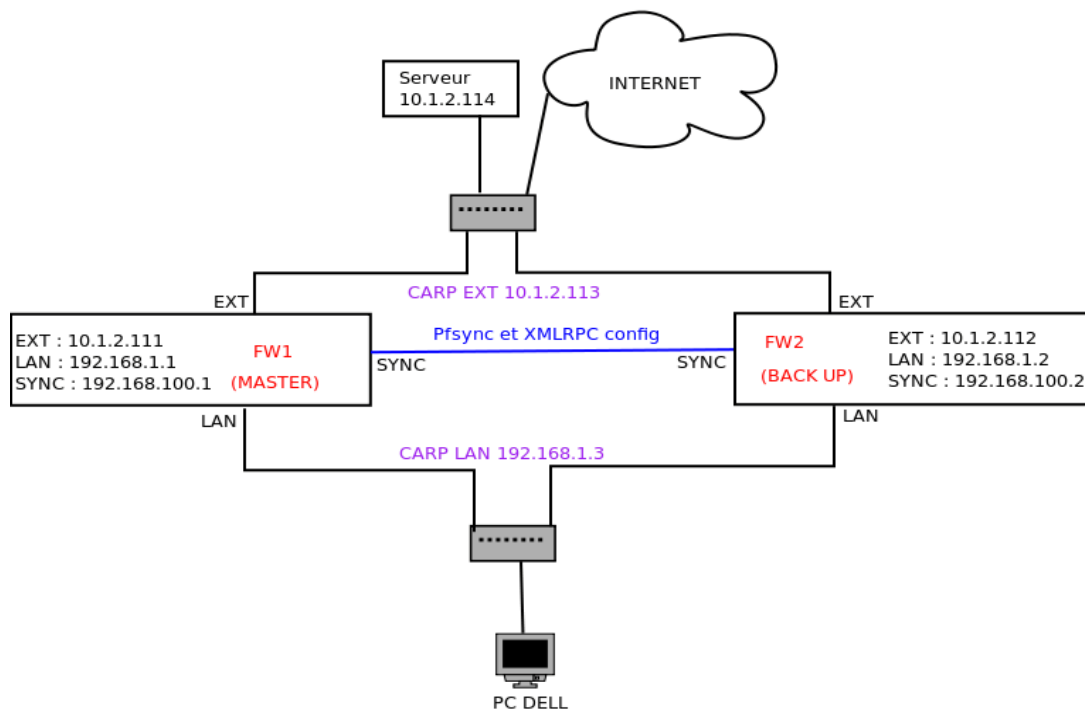 Serveur
10.1.2.114
INTERNET
CARP EXT 10.1.2.113
EXT
EXT
EXT : 10.1.2.111
LAN : 192.168.1.1
SYNC : 192.168.100.1
FW1
(MASTER)
Pfsync et XMLRPC config
SYNC
SYNC
FW2
(BACK UP)
EXT : 10.1.2.112
LAN : 192.168.1.2
SYNC : 192.168.100.2
LAN
LAN
CARP LAN 192.168.1.3
PC DELL